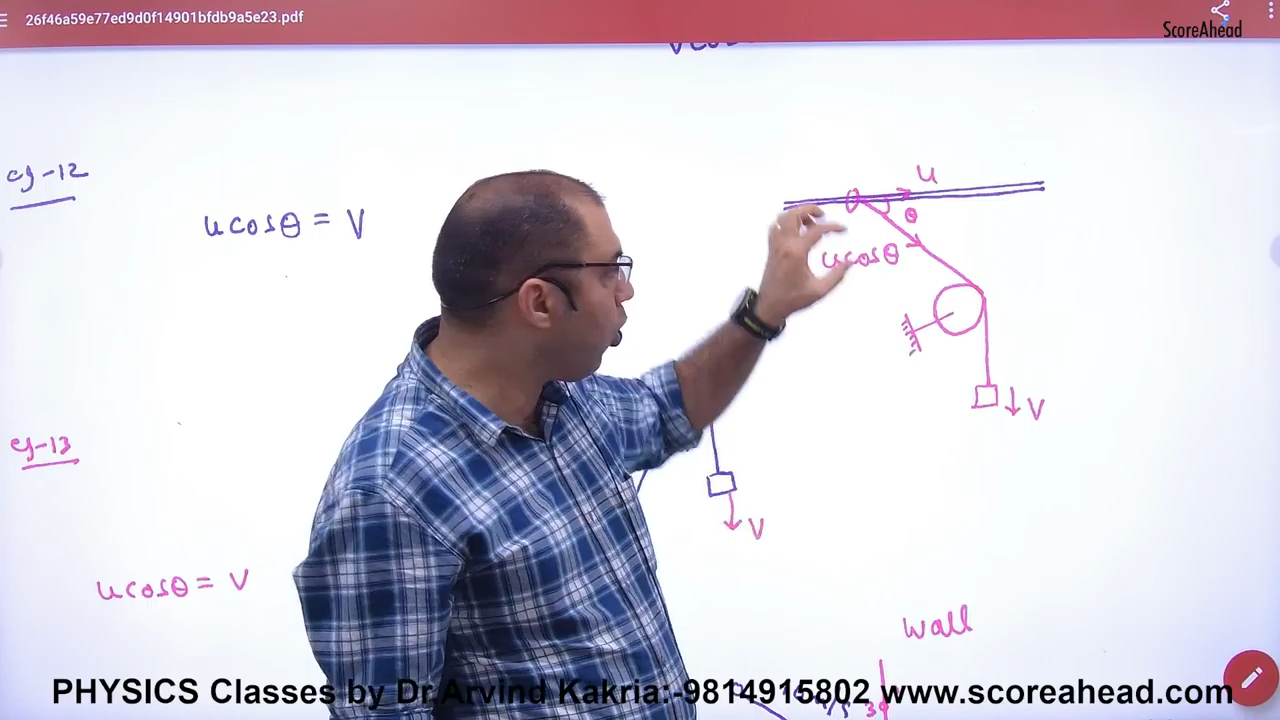 26f46a59e77ed9d0f14901bfdb9a5e23.pdf
ScoreAhead
eg-12
ucosθ = V
u
θ
ucosθ
V
eg-13
V
ucosθ = V
wall
PHYSICS Classes by Dr.Arvind Kakria:-9814915802 www.scoreahead.com